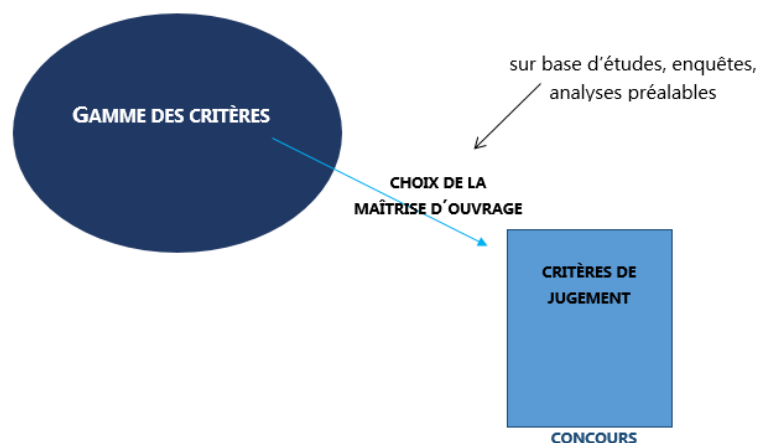 GAMME DES CRITÈRES
sur base d'études, enquêtes,
analyses préalables
CHOIX DE LA
MAÎTRISE D´OUVRAGE
CRITÈRES DE
JUGEMENT
CONCOURS